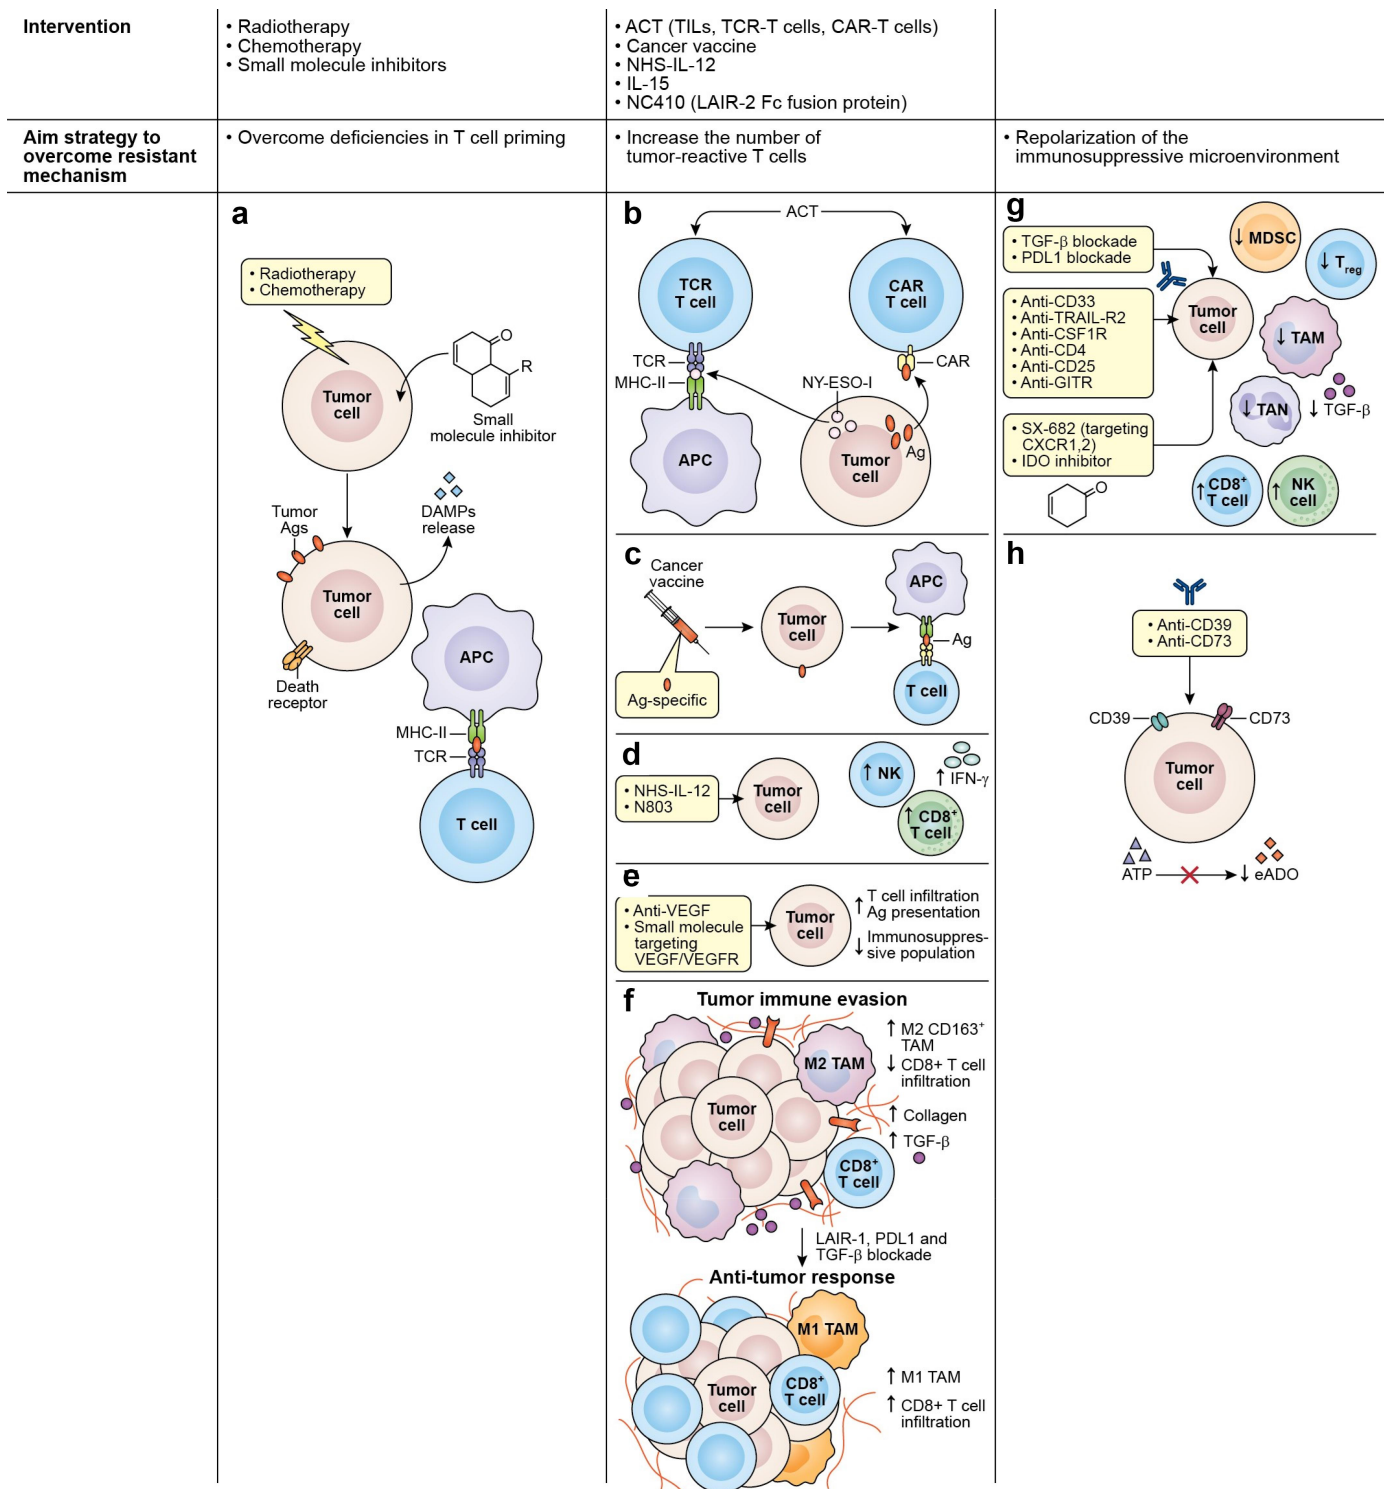 Intervention
• Radiotherapy
• Chemotherapy
• Small molecule inhibitors
• ACT (TILs, TCR-T cells, CAR-T cells)
• Cancer vaccine
• NHS-IL-12
• IL-15
• NC410 (LAIR-2 Fc fusion protein)
Aim strategy to
overcome resistant
mechanism
• Overcome deficiencies in T cell priming
• Increase the number of
tumor-reactive T cells
• Repolarization of the
immunosuppressive microenvironment
a
• Radiotherapy
• Chemotherapy
Tumor
cell
O
R
Small
molecule inhibitor
Tumor
Ags
DAMPs
release
Tumor
cell
Death
receptor
APC
MHC-II
TCR
T cell
b
ACT
TCR
T cell
CAR
T cell
TCR
MHC-II
CAR
NY-ESO-I
APC
Ag
Tumor
cell
c
Cancer
vaccine
Ag-specific
Tumor
cell
APC
Ag
T cell
d
• NHS-IL-12
• N803
Tumor
cell
↑ NK
↑ IFN-γ
↑ CD8+
T cell
e
• Anti-VEGF
• Small molecule
targeting
VEGF/VEGFR
Tumor
cell
↑ T cell infiltration
Ag presentation
↓ Immunosuppres-
sive population
f
Tumor immune evasion
M2 TAM
Tumor
cell
CD8+
T cell
↑ M2 CD163+
TAM
↓ CD8+ T cell
infiltration
↑ Collagen
↑ TGF-β
LAIR-1, PDL1 and
TGF-β blockade
Anti-tumor response
M1 TAM
Tumor
cell
CD8+
T cell
↑ M1 TAM
↑ CD8+ T cell
infiltration
g
• TGF-β blockade
• PDL1 blockade
• Anti-CD33
• Anti-TRAIL-R2
• Anti-CSF1R
• Anti-CD4
• Anti-CD25
• Anti-GITR
• SX-682 (targeting
CXCR1,2)
• IDO inhibitor
O
Tumor
cell
↓ MDSC
↓ Treg
↓ TAM
↓ TAN
↓ TGF-β
↑ CD8+
T cell
↑ NK
cell
h
• Anti-CD39
• Anti-CD73
CD39
CD73
Tumor
cell
ATP
↓ eADO